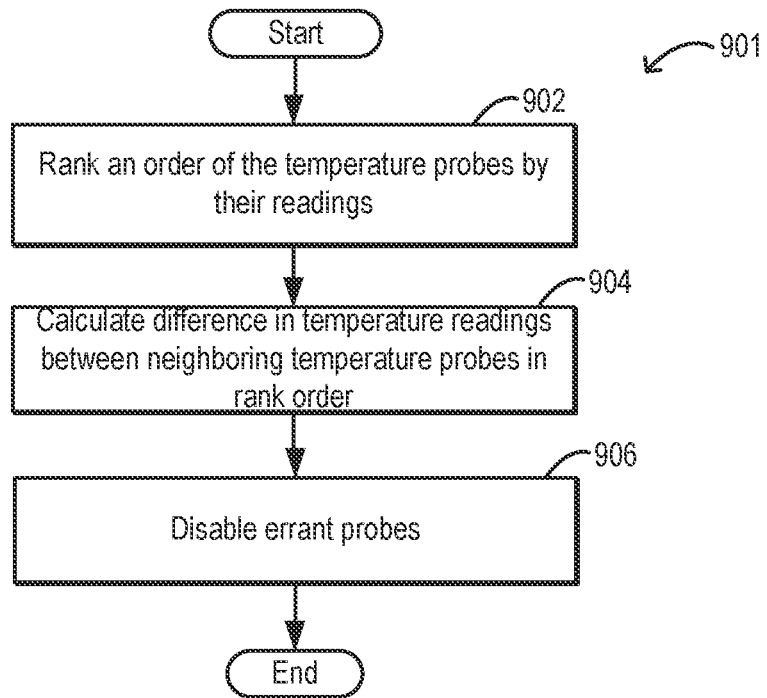 Start
901
902
Rank an order of the temperature probes by
their readings
904
Calculate difference in temperature readings
between neighboring temperature probes in
rank order
906
Disable errant probes
End